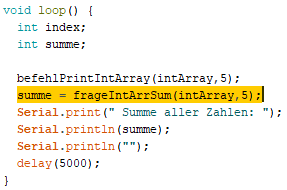 void loop() {
  int index;
  int summe;

  befehlPrintIntArray(intArray,5);
  summe = frageIntArrSum(intArray,5);
  Serial.print(" Summe aller Zahlen: ");
  Serial.println(summe);
  Serial.println("");
  delay(5000);
}